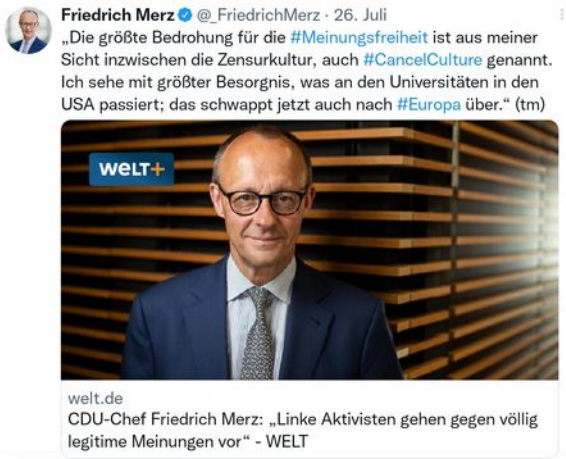 Friedrich Merz @_FriedrichMerz · 26. Juli
„Die größte Bedrohung für die #Meinungsfreiheit ist aus meiner
Sicht inzwischen die Zensurkultur, auch #CancelCulture genannt.
Ich sehe mit größter Besorgnis, was an den Universitäten in den
USA passiert; das schwappt jetzt auch nach #Europa über.“ (tm)
WELT+
welt.de
CDU-Chef Friedrich Merz: „Linke Aktivisten gehen gegen völlig
legitime Meinungen vor“ - WELT